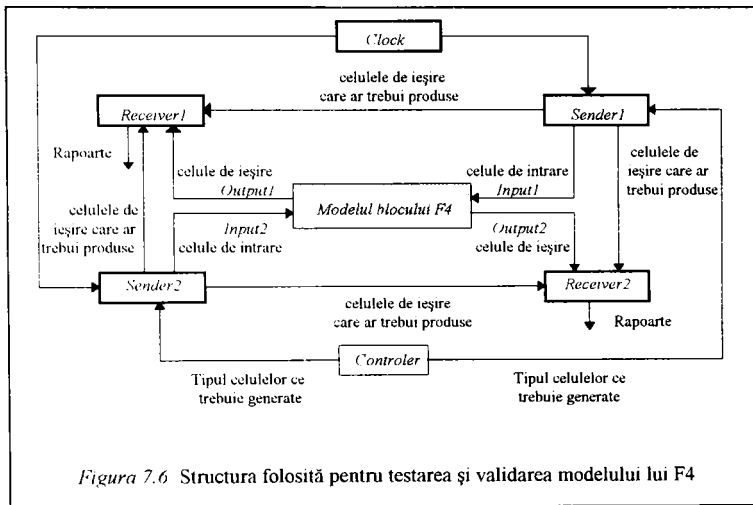 Clock
celulele de ieşire
care ar trebui produse
Receiver1
Sender1
Rapoarte
celule de ieşire
Output1
celule de intrare
Input1
celulele de
ieşire care ar
trebui produse
Modelul blocului F4
celulele de
ieşire care ar
trebui produse
Input2
celule de intrare
Output2
celule de ieşire
Sender2
Receiver2
celulele de ieşire
care ar trebui produse
Rapoarte
Controler
Tipul celulelor ce
trebuie generate
Tipul celulelor ce
trebuie generate
Figura 7.6 Structura folosită pentru testarea şi validarea modelului lui F4